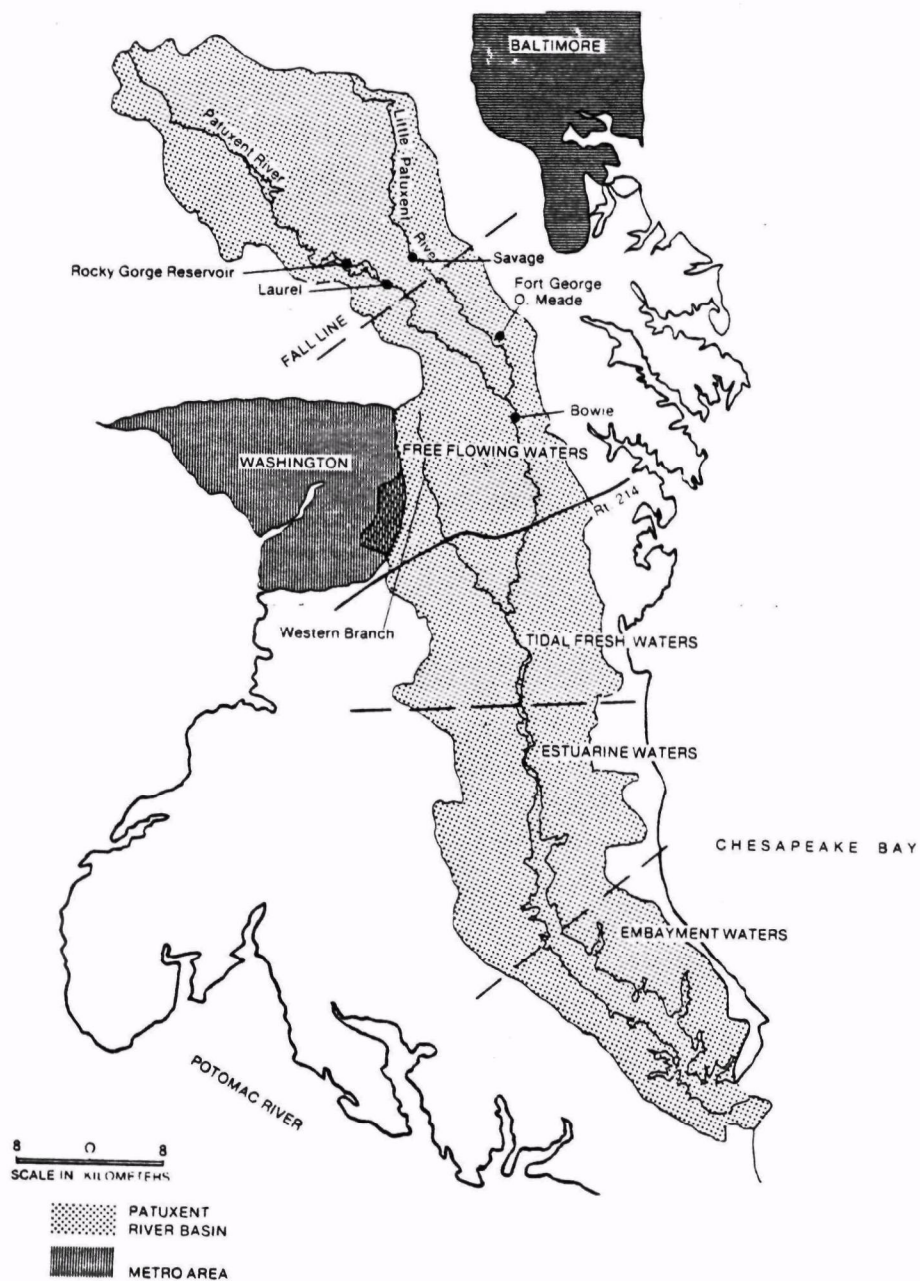 BALTIMORE
Patuxent River
Little Patuxent River
Rocky Gorge Reservoir
Savage
Laurel
Fort George
O. Meade
FALL LINE
Bowie
WASHINGTON
FREE FLOWING WATERS
Rt. 214
Western Branch
TIDAL FRESH WATERS
ESTUARINE WATERS
CHESAPEAKE BAY
EMBAYMENT WATERS
POTOMAC RIVER
8 0 8
SCALE IN KILOMETERS
PATUXENT
RIVER BASIN
METRO AREA